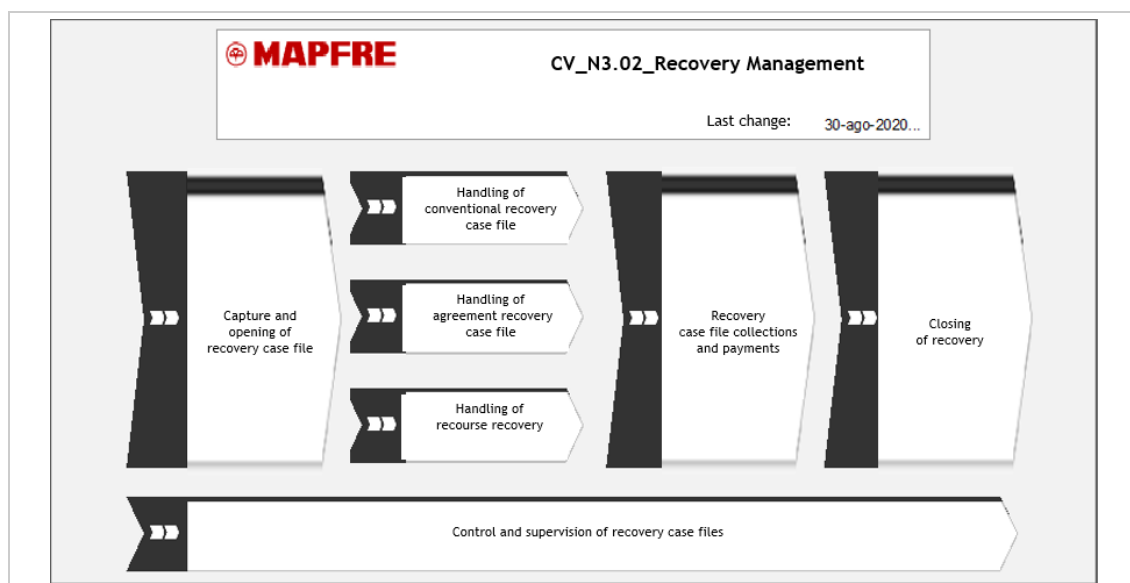 MAPFRE
CV_N3.02_Recovery Management
Last change: 30-ago-2020...
Capture and
opening of
recovery case file
Handling of
conventional recovery
case file
Handling of
agreement recovery
case file
Handling of
recourse recovery
Recovery
case file collections
and payments
Closing
of recovery
Control and supervision of recovery case files